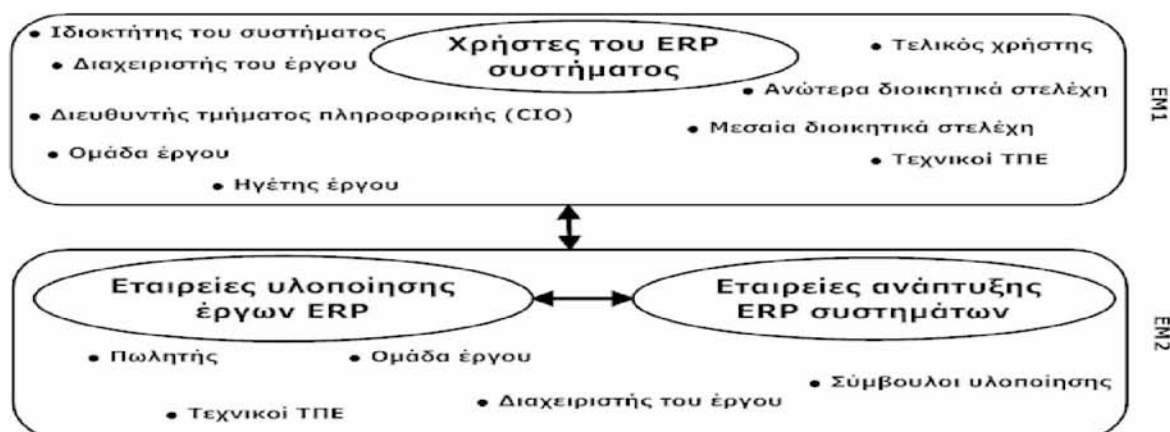 • Ιδιοκτήτης του συστήματος
Χρήστες του ERP
συστήματος
• Τελικός χρήστης
• Διαχειριστής του έργου
• Ανώτερα διοικητικά στελέχη
• Διευθυντής τμήματος πληροφορικής (CIO)
• Μεσαία διοικητικά στελέχη
• Ομάδα έργου
• Τεχνικοί ΤΠΕ
• Ηγέτης έργου
ΕΜ1
Εταιρείες υλοποίησης
έργων ERP
Εταιρείες ανάπτυξης
ERP συστημάτων
• Πωλητής
• Ομάδα έργου
• Σύμβουλοι υλοποίησης
• Διαχειριστής του έργου
• Τεχνικοί ΤΠΕ
ΕΜ2